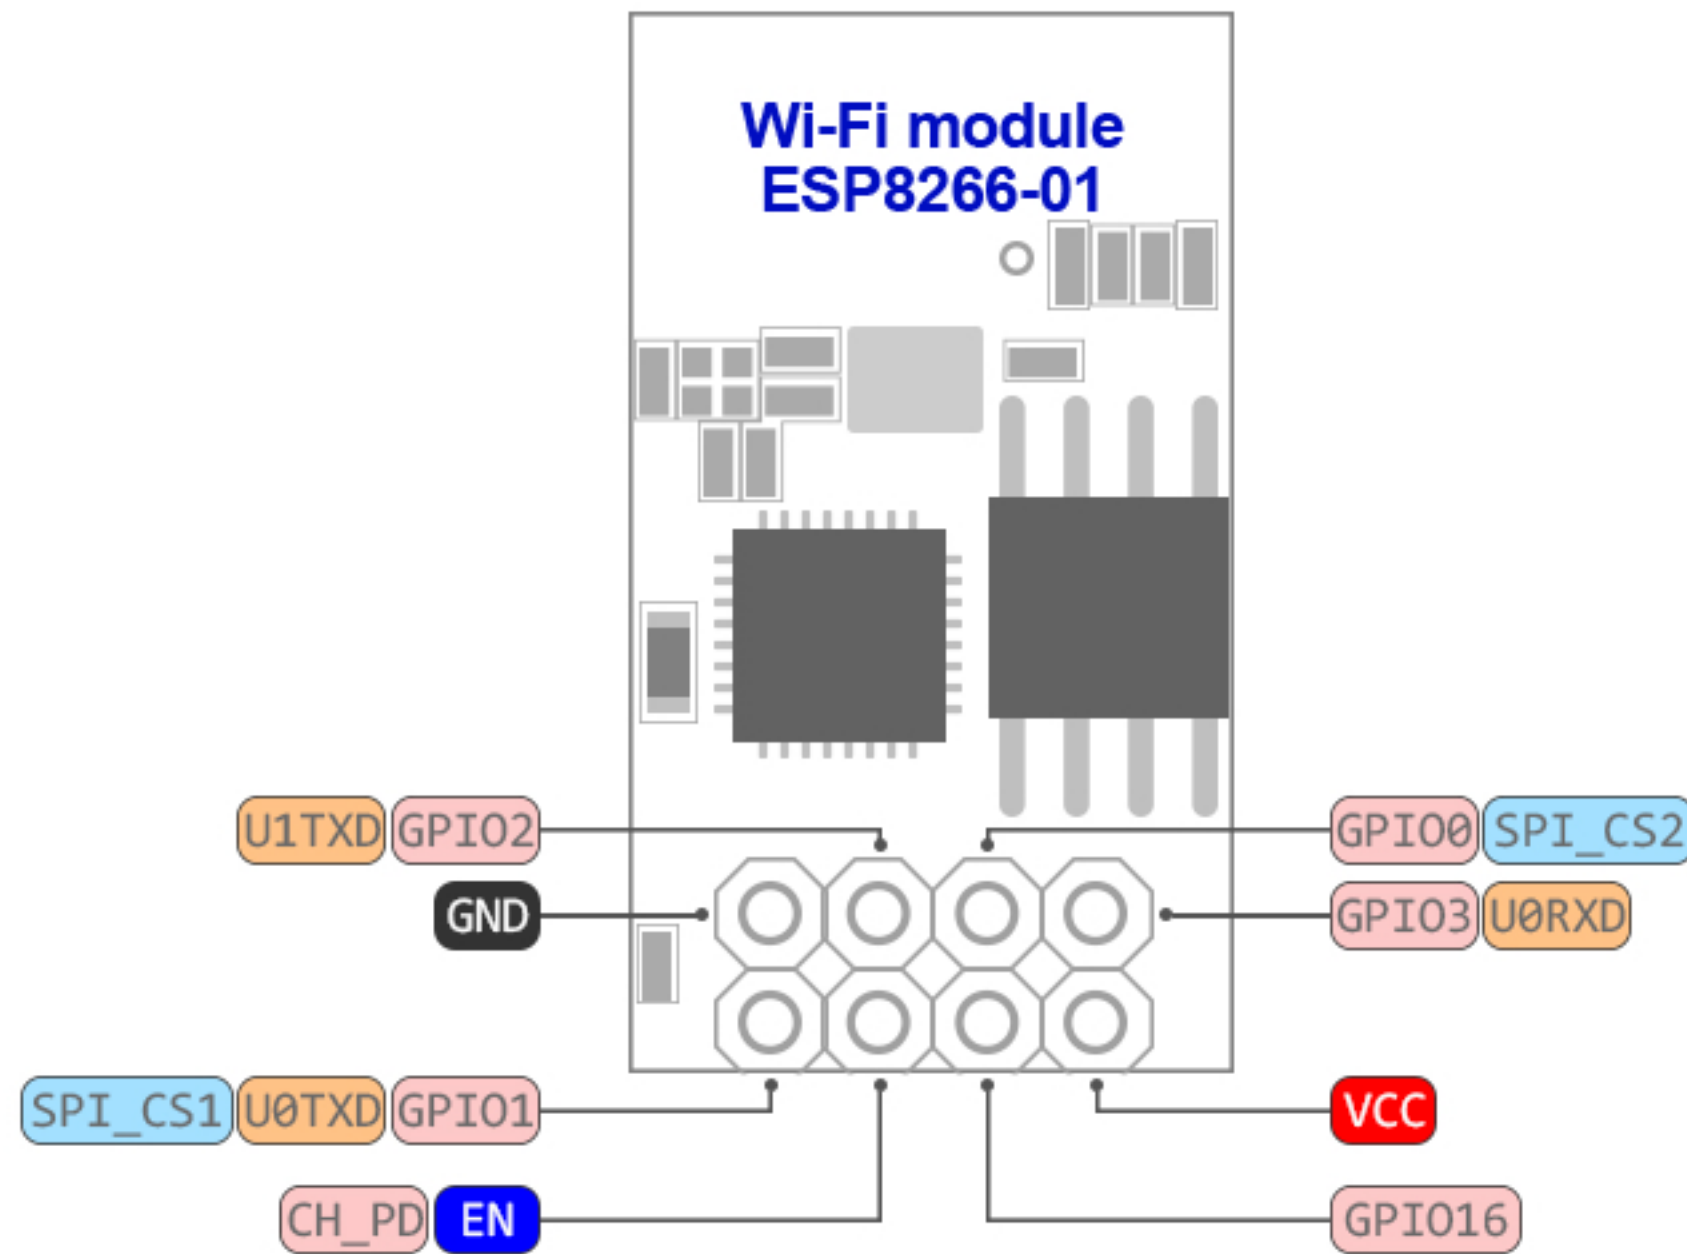 Wi-Fi module
ESP8266-01
U1TXD GPIO2 GPIO0 SPI_CS2
GND GPIO3 U0RXD
SPI_CS1 U0TXD GPIO1 VCC
CH_PD EN GPIO16